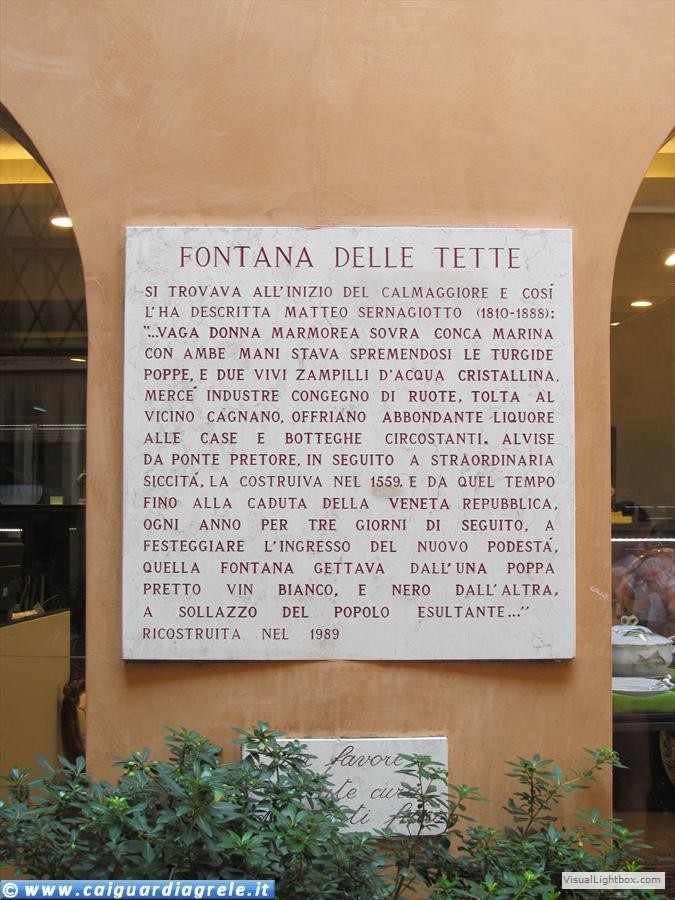 FONTANA DELLE TETTE
SI TROVAVA ALL'INIZIO DEL CALMAGGIORE E COSÍ
L'HA DESCRITTA MATTEO SERNAGIOTTO (1810-1888):
"...VAGA DONNA MARMOREA SOVRA CONCA MARINA
CON AMBE MANI STAVA SPREMENDOSI LE TURGIDE
POPPE, E DUE VIVI ZAMPILLI D'ACQUA CRISTALLINA,
MERCÉ INDUSTRE CONGEGNO DI RUOTE, TOLTA AL
VICINO CAGNANO, OFFRIANO ABBONDANTE LIQUORE
ALLE CASE E BOTTEGHE CIRCOSTANTI. ALVISE
DA PONTE PRETORE, IN SEGUITO A STRAORDINARIA
SICCITÁ, LA COSTRUIVA NEL 1559, E DA QUEL TEMPO
FINO ALLA CADUTA DELLA VENETA REPUBBLICA,
OGNI ANNO PER TRE GIORNI DI SEGUITO, A
FESTEGGIARE L'INGRESSO DEL NUOVO PODESTÁ,
QUELLA FONTANA GETTAVA DALL'UNA POPPA
PRETTO VIN BIANCO, E NERO DALL'ALTRA,
A SOLLAZZO DEL POPOLO ESULTANTE..."
RICOSTRUITA NEL 1989
favore
© www.caiguardiagrele.it
VisualLightbox.com